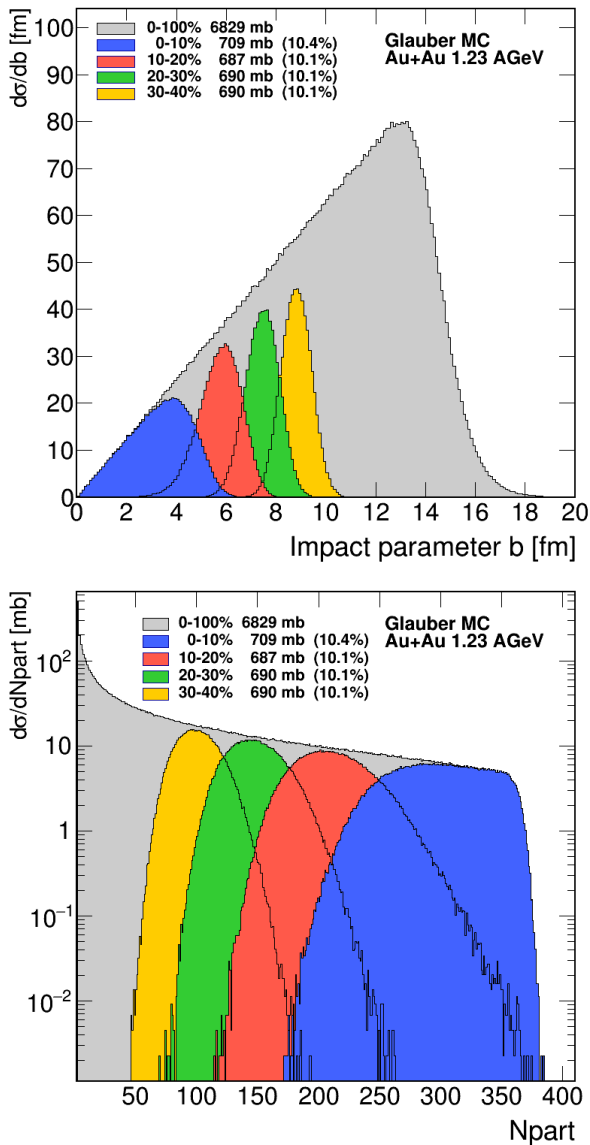 dσ/db [fm]
100
80
70
60
50
40
30
20
10
0
0-100% 6829 mb
0-10% 709 mb (10.4%)
10-20% 687 mb (10.1%)
20-30% 690 mb (10.1%)
30-40% 690 mb (10.1%)
Glauber MC
Au+Au 1.23 AGeV
0 2 4 6 8 10 12 14 16 18 20
Impact parameter b [fm]
dσ/dNpart [mb]
10²
10
1
10⁻¹
10⁻²
0-100% 6829 mb
0-10% 709 mb (10.4%)
10-20% 687 mb (10.1%)
20-30% 690 mb (10.1%)
30-40% 690 mb (10.1%)
Glauber MC
Au+Au 1.23 AGeV
50 100 150 200 250 300 350 400
Npart